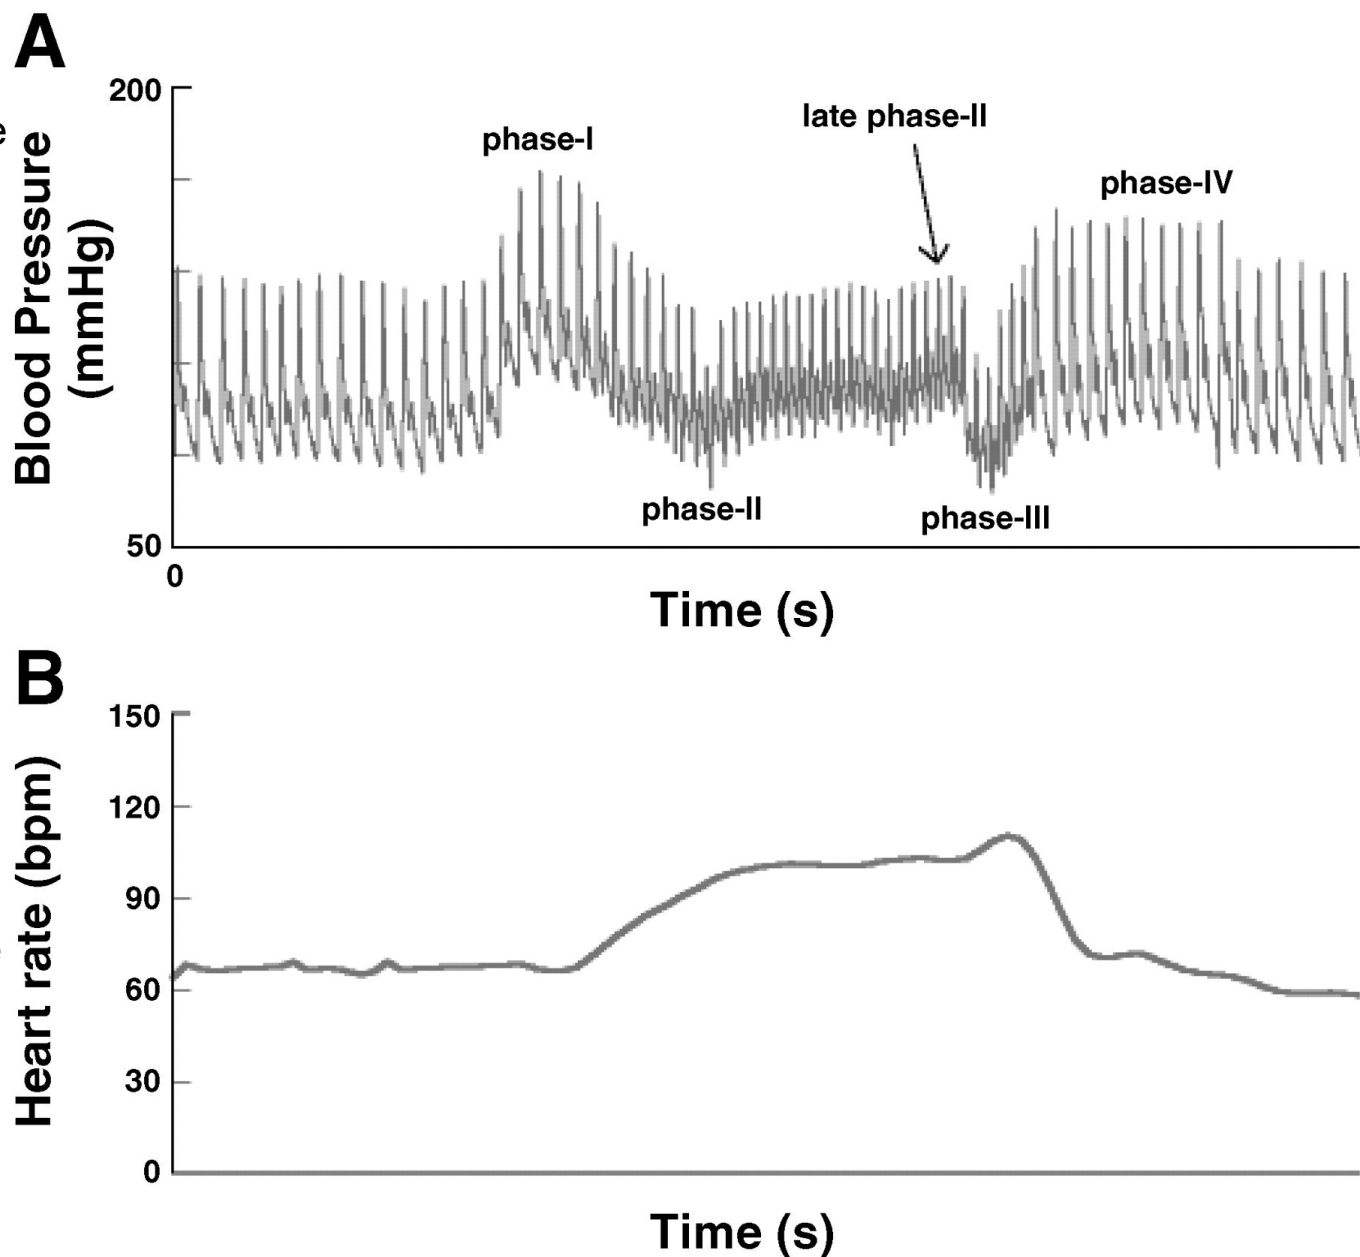 A
200
e
phase-I
late phase-II
phase-IV
Blood Pressure
(mmHg)
phase-II
phase-III
50
0
Time (s)
B
150
120
90
60
30
0
Heart rate (bpm)
Time (s)